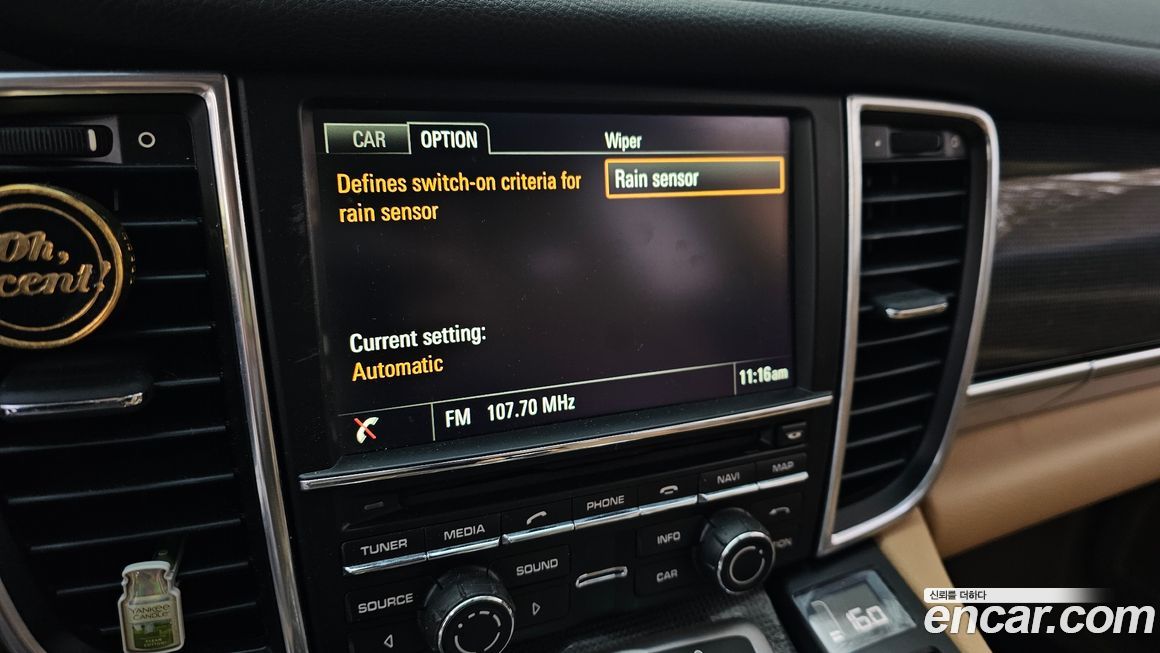 CAR
OPTION
Wiper
Defines switch-on criteria for
rain sensor
Rain sensor
Current setting:
Automatic
FM 107.70 MHz
11:16am
Oh,
TUNER
MEDIA
PHONE
NAVI
MAP
SOURCE
SOUND
INFO
CAR
YANKEE
CANDLE
160
신뢰를 더하다
encar.com